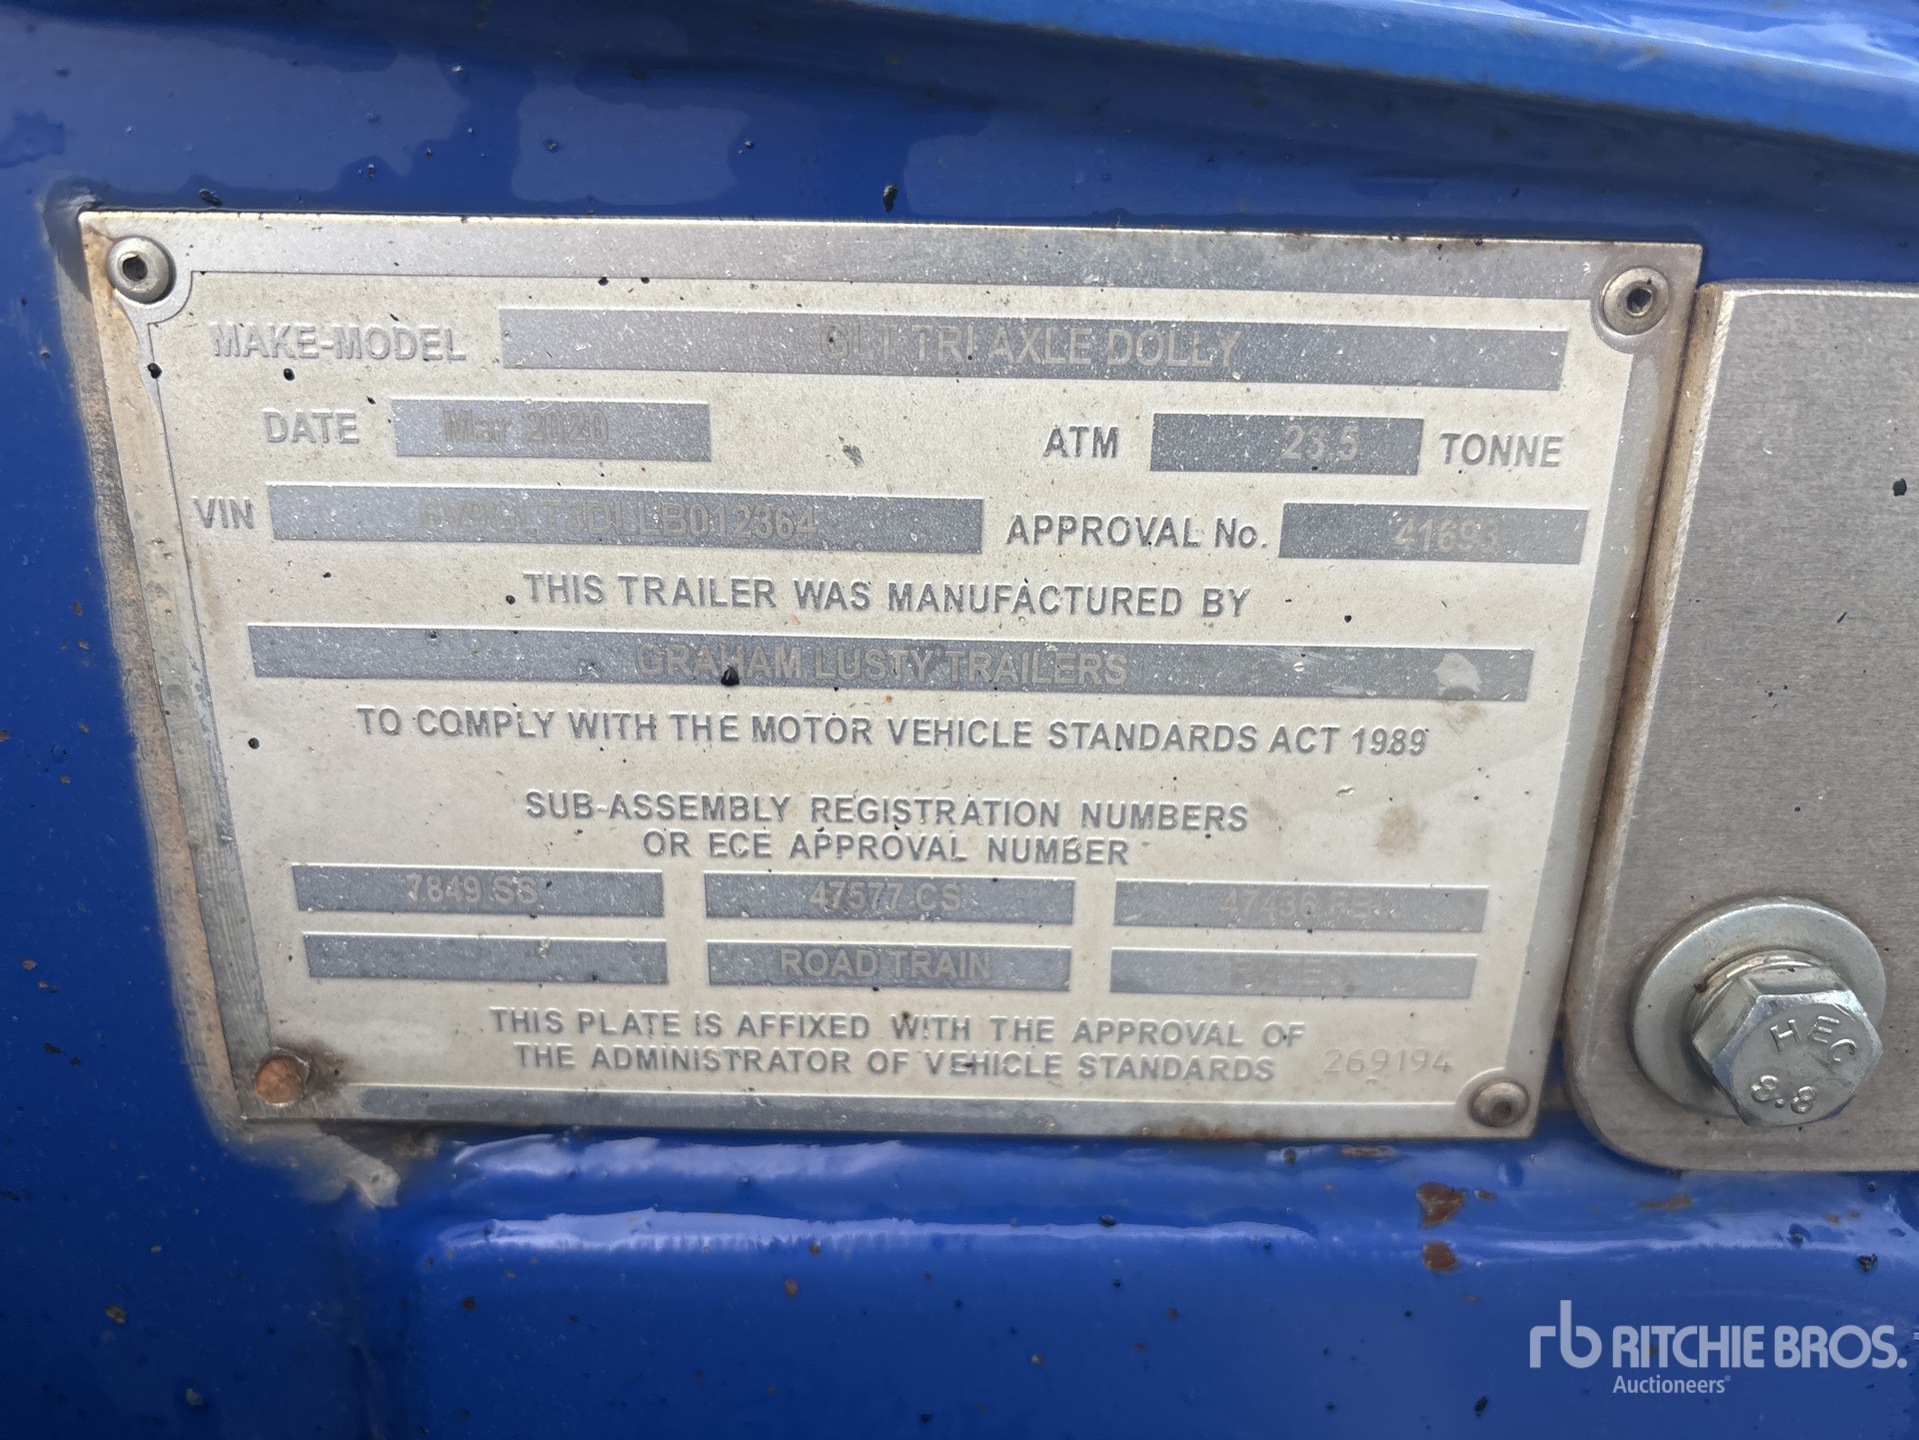 MAKE-MODEL GLT TRI AXLE DOLLY
DATE Mar 2020 ATM 23.5 TONNE
VIN 6V9GLT3DLLB012364 APPROVAL No. 41693
THIS TRAILER WAS MANUFACTURED BY
GRAHAM LUSTY TRAILERS
TO COMPLY WITH THE MOTOR VEHICLE STANDARDS ACT 1989
SUB-ASSEMBLY REGISTRATION NUMBERS
OR ECE APPROVAL NUMBER
7849 SS 47577 CS 47436
ROAD TRAIN
THIS PLATE IS AFFIXED WITH THE APPROVAL OF
THE ADMINISTRATOR OF VEHICLE STANDARDS 269194
HEC
8.8
rb RITCHIE BROS.
Auctioneers